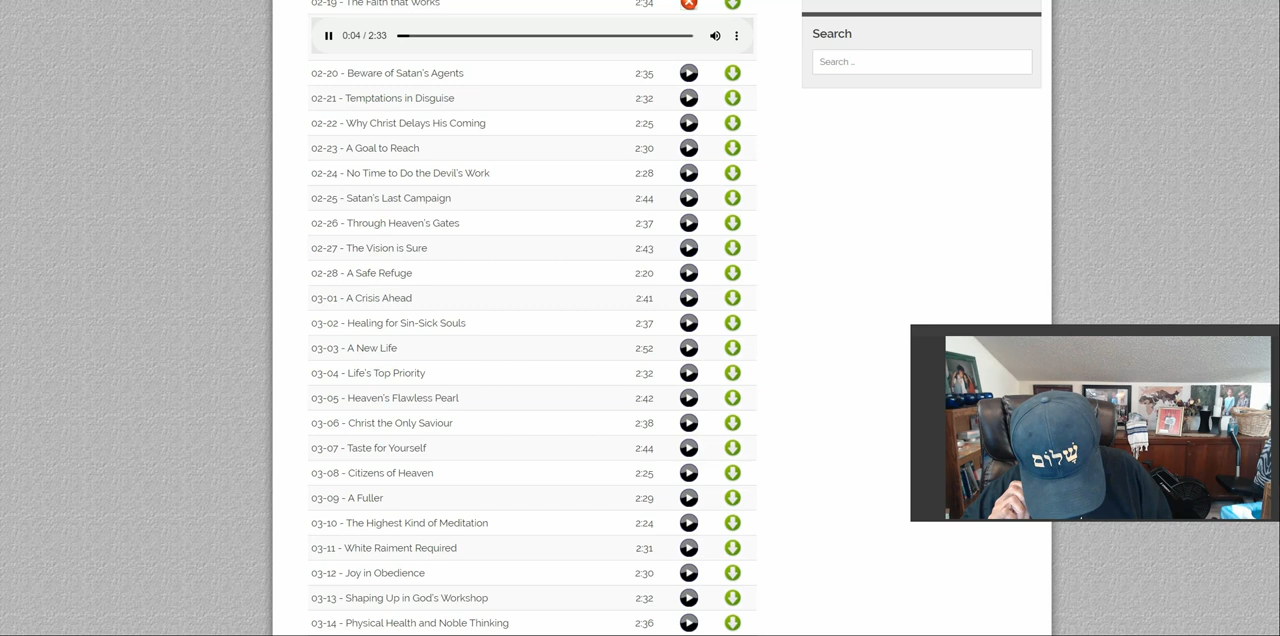 02-19 - The Faith that Works 2:34
0:04 / 2:33
02-20 - Beware of Satan's Agents 2:35
02-21 - Temptations in Disguise 2:32
02-22 - Why Christ Delays His Coming 2:25
02-23 - A Goal to Reach 2:30
02-24 - No Time to Do the Devil's Work 2:28
02-25 - Satan's Last Campaign 2:44
02-26 - Through Heaven's Gates 2:37
02-27 - The Vision is Sure 2:43
02-28 - A Safe Refuge 2:20
03-01 - A Crisis Ahead 2:41
03-02 - Healing for Sin-Sick Souls 2:37
03-03 - A New Life 2:52
03-04 - Life's Top Priority 2:32
03-05 - Heaven's Flawless Pearl 2:42
03-06 - Christ the Only Saviour 2:38
03-07 - Taste for Yourself 2:44
03-08 - Citizens of Heaven 2:25
03-09 - A Fuller 2:29
03-10 - The Highest Kind of Meditation 2:24
03-11 - White Raiment Required 2:31
03-12 - Joy in Obedience 2:30
03-13 - Shaping Up in God's Workshop 2:32
03-14 - Physical Health and Noble Thinking 2:36
Search
Search ...
שָׁלוֹם